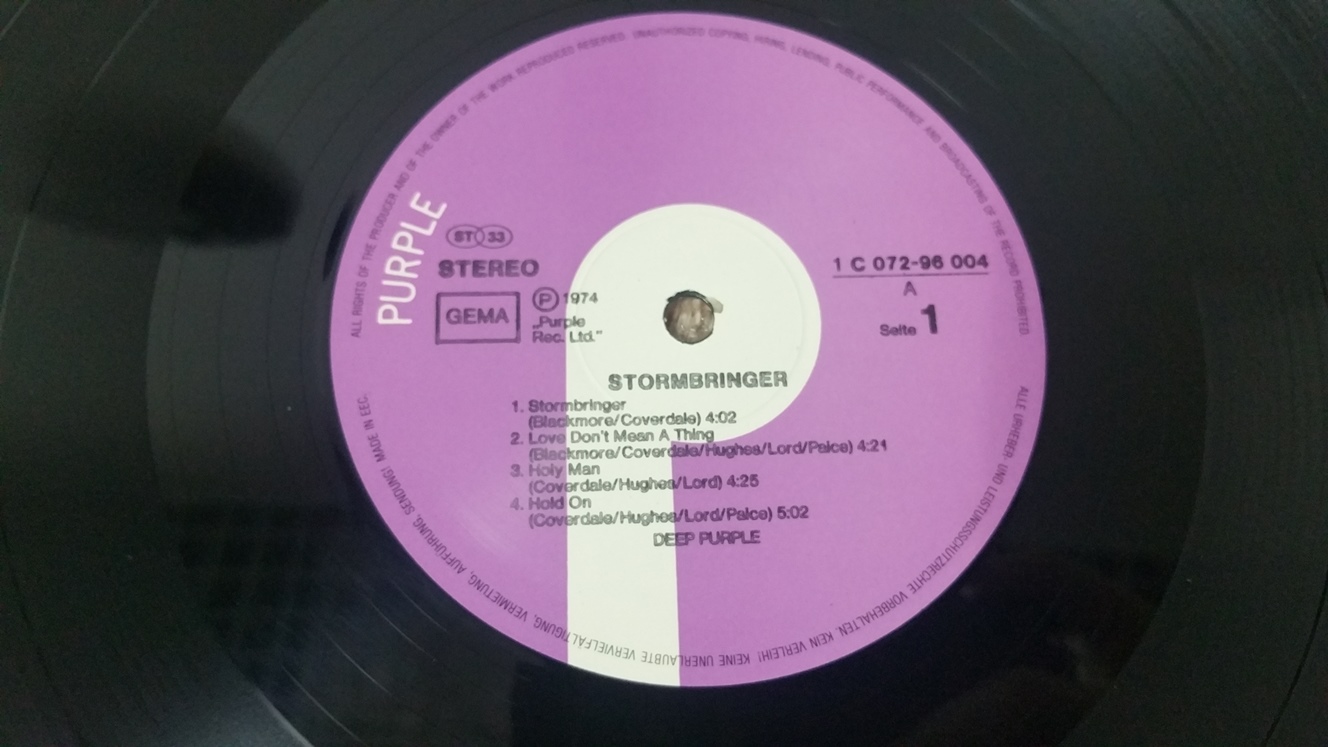 ALL RIGHTS OF THE PRODUCER AND OF THE OWNER OF THE WORK REPRODUCED RESERVED. UNAUTHORIZED COPYING, HIRING, LENDING, PUBLIC PERFORMANCE AND BROADCASTING OF THE RECORD PROHIBITED
PURPLE
ST 33
STEREO
GEMA
Ⓟ 1974
„Purple
Rec. Ltd."
1 C 072-96 004
A
Seite 1
STORMBRINGER
1. Stormbringer
(Blackmore/Coverdale) 4:02
2. Love Don't Mean A Thing
(Blackmore/Coverdale/Hughes/Lord/Paice) 4:21
3. Holy Man
(Coverdale/Hughes/Lord) 4:25
4. Hold On
(Coverdale/Hughes/Lord/Paice) 5:02
DEEP PURPLE
ALLE URHEBER- UND LEISTUNGSSCHUTZRECHTE VORBEHALTEN. KEIN VERLEIH! KEINE UNERLAUBTE VERVIELFÄLTIGUNG, VERMIETUNG, AUFFÜHRUNG, SENDUNG! MADE IN EEC.